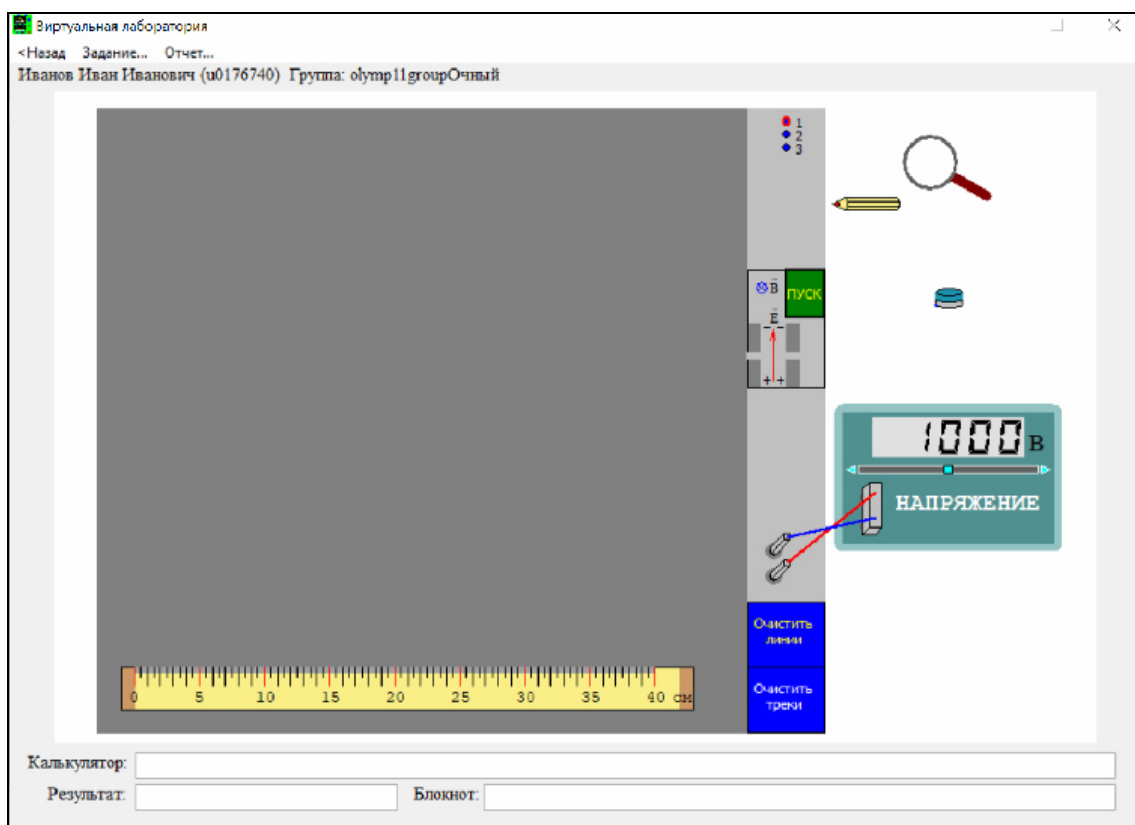 Виртуальная лаборатория
<Назад Задание... Отчет...
Иванов Иван Иванович (u0176740) Группа: olymp11groupОчный
1
2
3
B
ПУСК
E
+ +
1000 В
НАПРЯЖЕНИЕ
Очистить
линии
0 5 10 15 20 25 30 35 40 см
Очистить
треки
Калькулятор:
Результат: Блокнот: